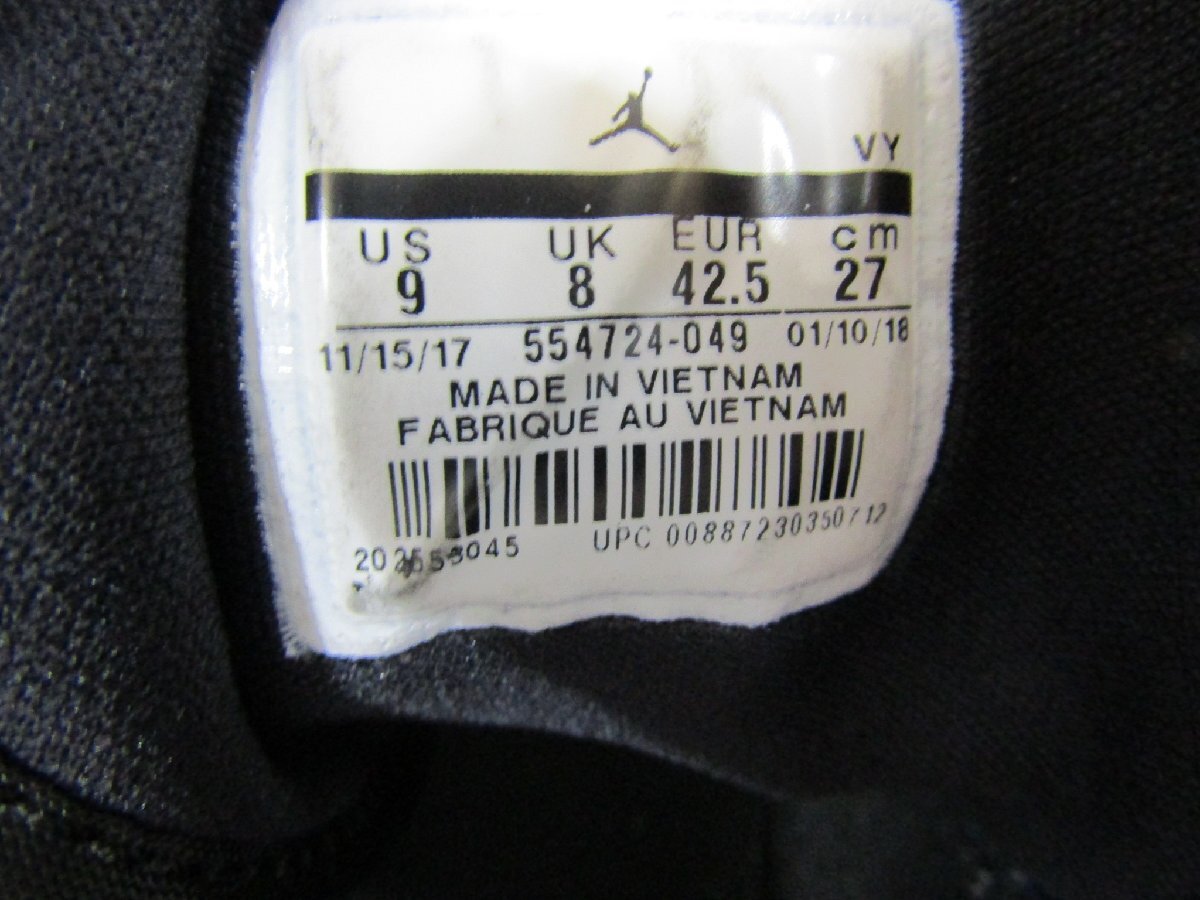 VY
US UK EUR cm
9 8 42.5 27
11/15/17 554724-049 01/10/18
MADE IN VIETNAM
FABRIQUE AU VIETNAM
UPC 00887230350712